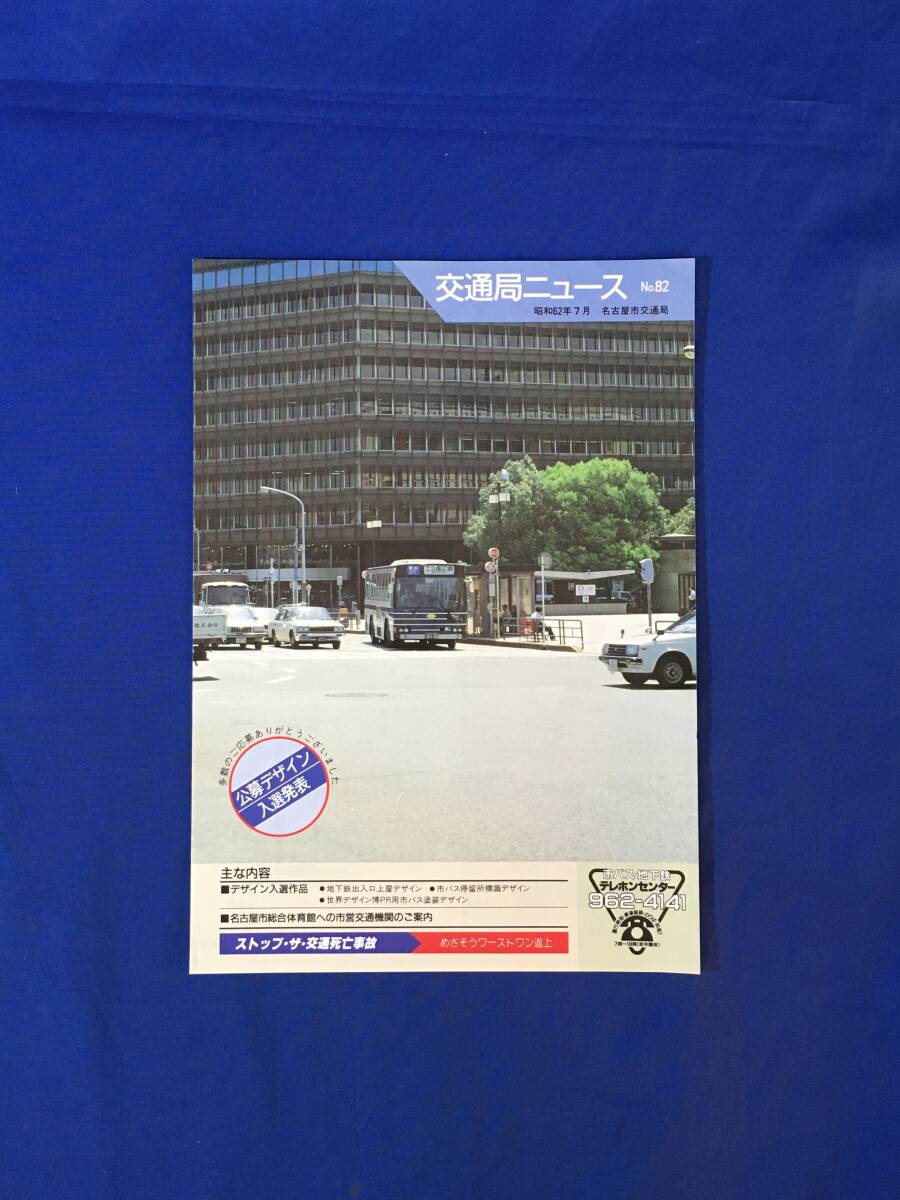 交通局ニュース No.82
昭和62年7月 名古屋市交通局
株式会社
多数のご応募ありがとうございました
公募デザイン
入選発表
主な内容
■デザイン入選作品 ●地下鉄出入口上屋デザイン ●市バス停留所標識デザイン
●世界デザイン博PR用市バス塗装デザイン
■名古屋市総合体育館への市営交通機関のご案内
ストップ・ザ・交通死亡事故 めざそうワーストワン返上
市バス・地下鉄
テレホンセンター
962-4141